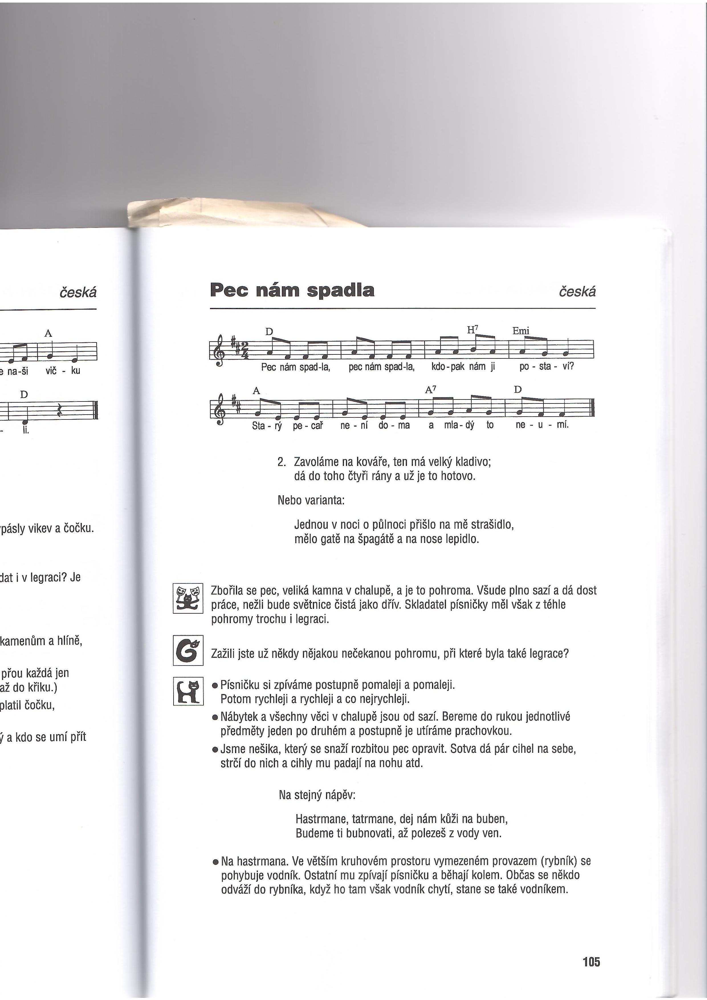 česká
A
na-ši vič - ku
D
- li.
vikev a čočku.
i v legraci? Je
kamenům a hlíně,
přou každá jen
až do křiku.)
platil čočku,
a kdo se umí přít
Pec nám spadla česká
D H7 Emi
2
4
Pec nám spad-la, pec nám spad-la, kdo-pak nám ji po - sta - ví?
A A7 D
Sta - rý pe - cař ne - ní do - ma a mla - dý to ne - u - mí.
2. Zavoláme na kováře, ten má velký kladivo;
dá do toho čtyři rány a už je to hotovo.
Nebo varianta:
Jednou v noci o půlnoci přišlo na mě strašidlo,
mělo gatě na špagátě a na nose lepidlo.
Zbořila se pec, veliká kamna v chalupě, a je to pohroma. Všude plno sazí a dá dost
práce, nežli bude světnice čistá jako dřív. Skladatel písničky měl však z téhle
pohromy trochu i legraci.
Zažili jste už někdy nějakou nečekanou pohromu, při které byla také legrace?
● Písničku si zpíváme postupně pomaleji a pomaleji.
Potom rychleji a rychleji a co nejrychleji.
● Nábytek a všechny věci v chalupě jsou od sazí. Bereme do rukou jednotlivé
předměty jeden po druhém a postupně je utíráme prachovkou.
● Jsme nešika, který se snaží rozbitou pec opravit. Sotva dá pár cihel na sebe,
strčí do nich a cihly mu padají na nohu atd.
Na stejný nápěv:
Hastrmane, tatrmane, dej nám kůži na buben,
Budeme ti bubnovati, až polezeš z vody ven.
● Na hastrmana. Ve větším kruhovém prostoru vymezeném provazem (rybník) se
pohybuje vodník. Ostatní mu zpívají písničku a běhají kolem. Občas se někdo
odváží do rybníka, když ho tam však vodník chytí, stane se také vodníkem.
105